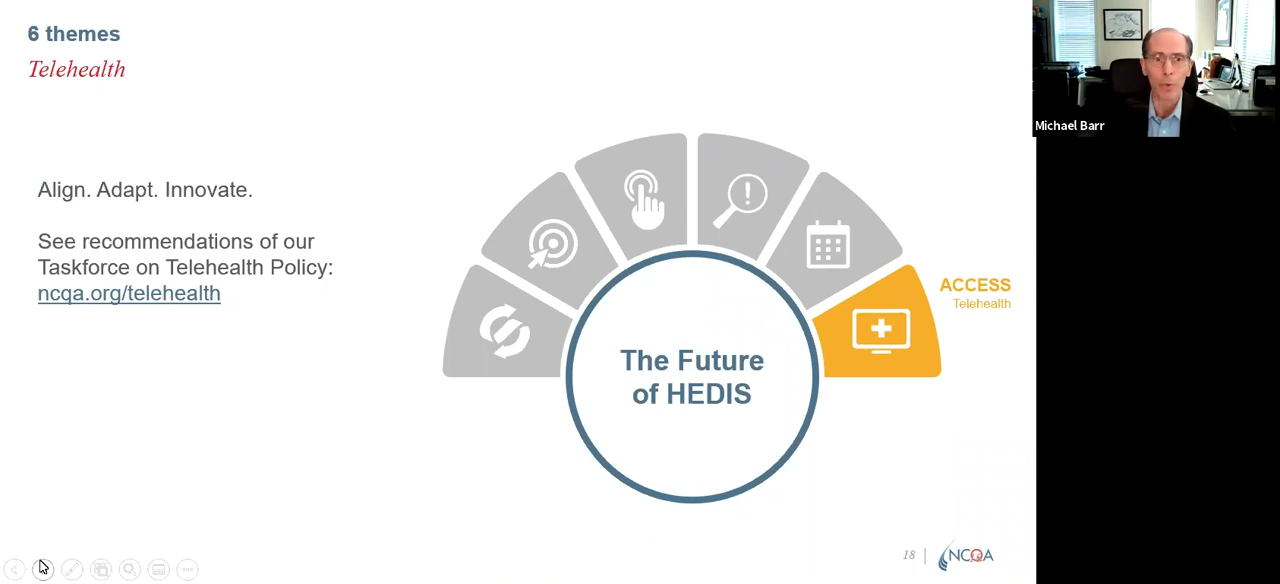 6 themes
Telehealth
Michael Barr
Align. Adapt. Innovate.
See recommendations of our
Taskforce on Telehealth Policy:
ncqa.org/telehealth
ACCESS
Telehealth
The Future
of HEDIS
18
NCQA